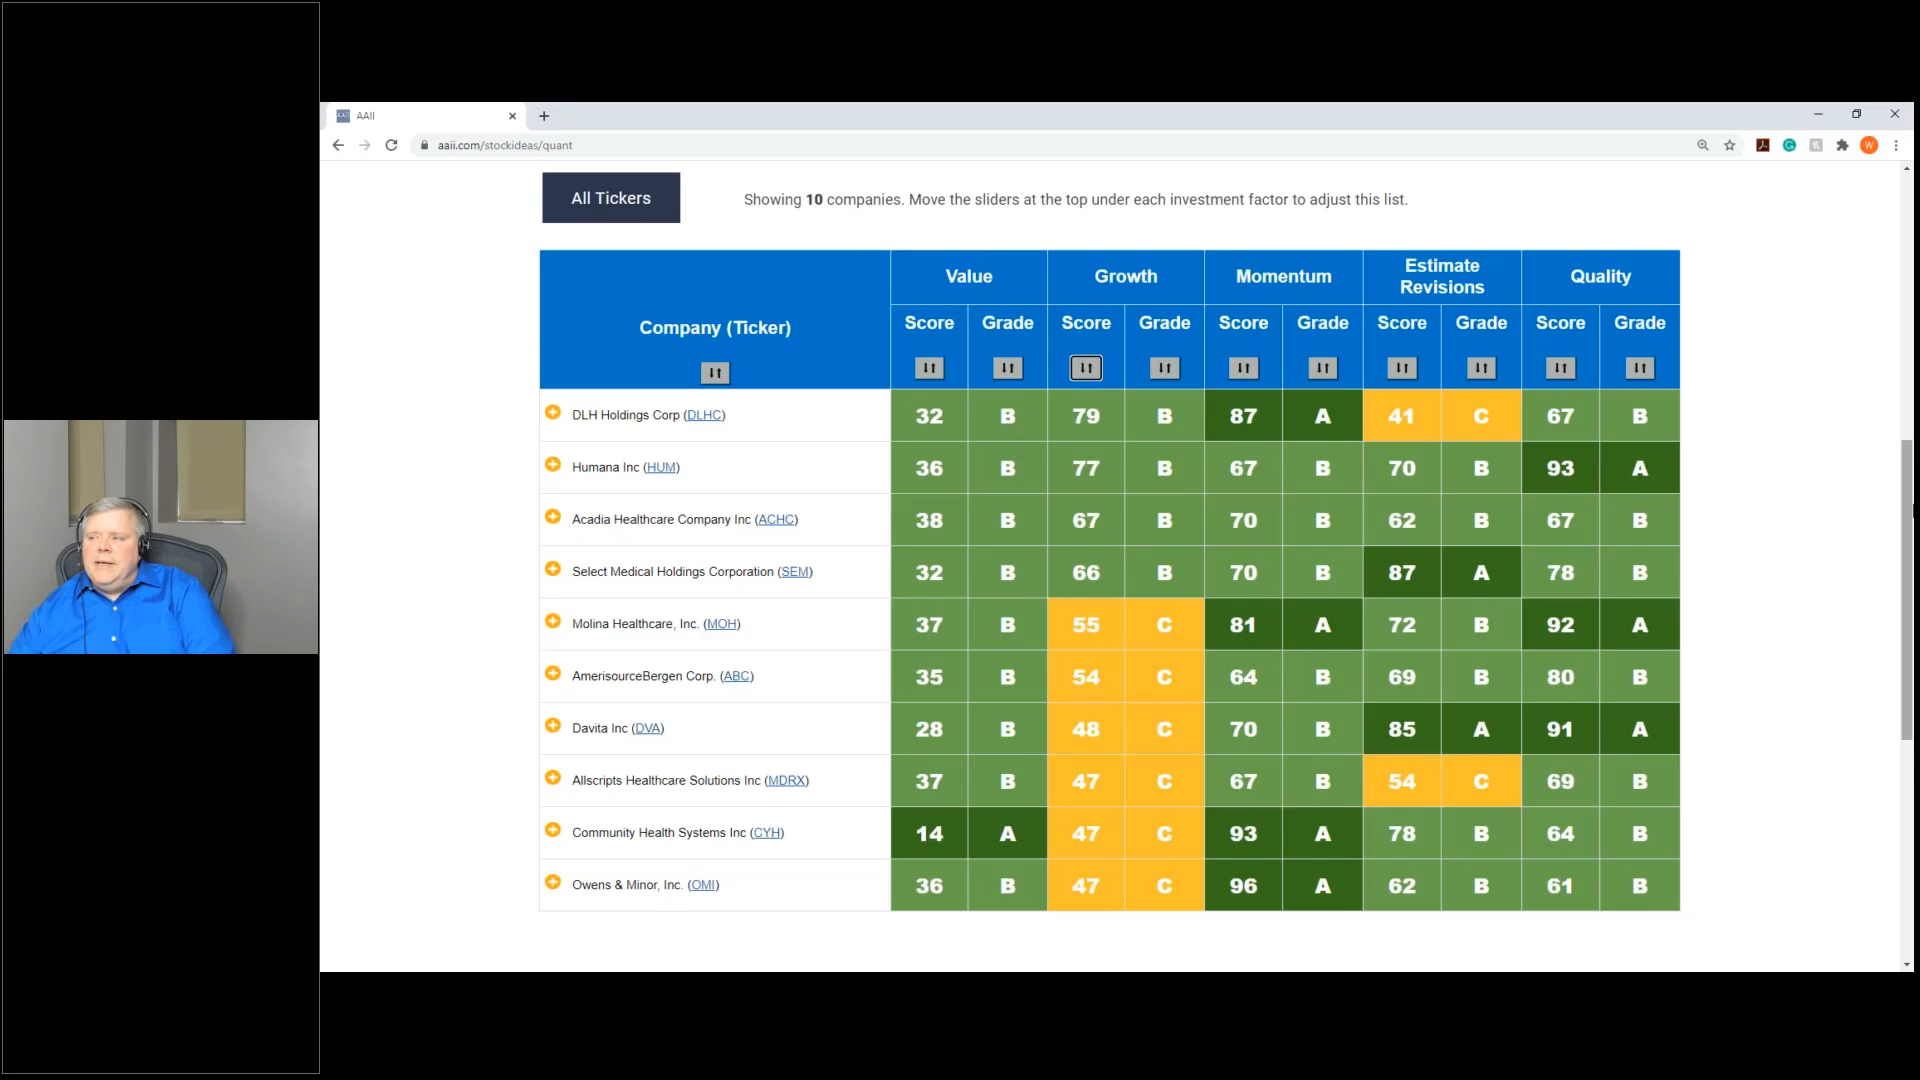 AAII
aaii.com/stockideas/quant
W
All Tickers
Showing 10 companies. Move the sliders at the top under each investment factor to adjust this list.
Company (Ticker) Value Growth Momentum Estimate Revisions Quality
Score Grade Score Grade Score Grade Score Grade Score Grade
DLH Holdings Corp (DLHC) 32 B 79 B 87 A 41 C 67 B
Humana Inc (HUM) 36 B 77 B 67 B 70 B 93 A
Acadia Healthcare Company Inc (ACHC) 38 B 67 B 70 B 62 B 67 B
Select Medical Holdings Corporation (SEM) 32 B 66 B 70 B 87 A 78 B
Molina Healthcare, Inc. (MOH) 37 B 55 C 81 A 72 B 92 A
AmerisourceBergen Corp. (ABC) 35 B 54 C 64 B 69 B 80 B
Davita Inc (DVA) 28 B 48 C 70 B 85 A 91 A
Allscripts Healthcare Solutions Inc (MDRX) 37 B 47 C 67 B 54 C 69 B
Community Health Systems Inc (CYH) 14 A 47 C 93 A 78 B 64 B
Owens & Minor, Inc. (OMI) 36 B 47 C 96 A 62 B 61 B